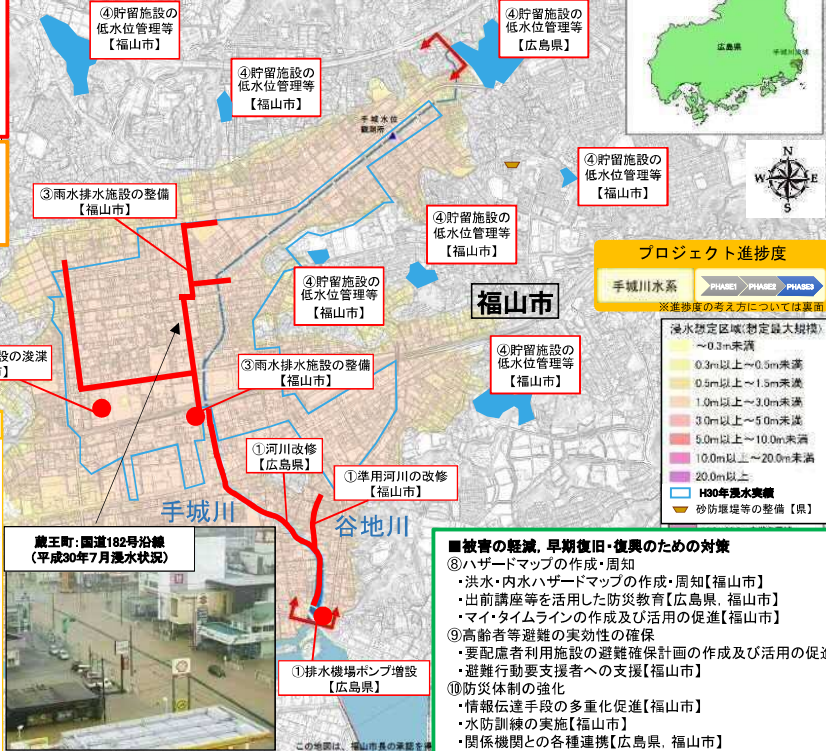 ④貯留施設の
低水位管理等
【福山市】
④貯留施設の
低水位管理等
【広島県】
広島県
手城川流域
④貯留施設の
低水位管理等
【福山市】
手城水位
観測所
N
W
E
S
④貯留施設の
低水位管理等
【福山市】
③雨水排水施設の整備
【福山市】
④貯留施設の
低水位管理等
【福山市】
プロジェクト進捗度
手城川水系
PHASE1
PHASE2
PHASE3
※進捗度の考え方については裏面
④貯留施設の
低水位管理等
【福山市】
福山市
浸水想定区域(想定最大規模)
～0.3m未満
0.3m以上～0.5m未満
0.5m以上～1.5m未満
1.0m以上～3.0m未満
3.0m以上～5.0m未満
5.0m以上～10.0m未満
10.0m以上～20.0m未満
20.0m以上
H30年浸水実績
砂防堰堤等の整備【県】
④貯留施設の
低水位管理等
【福山市】
設の浚渫
市】
③雨水排水施設の整備
【福山市】
①河川改修
【広島県】
①準用河川の改修
【福山市】
手城川
谷地川
蔵王町:国道182号沿線
(平成30年7月浸水状況)
①排水機場ポンプ増設
【広島県】
■被害の軽減，早期復旧・復興のための対策
⑧ハザードマップの作成・周知
・洪水・内水ハザードマップの作成・周知【福山市】
・出前講座等を活用した防災教育【広島県，福山市】
・マイ・タイムラインの作成及び活用の促進【福山市】
⑨高齢者等避難の実効性の確保
・要配慮者利用施設の避難確保計画の作成及び活用の促進
・避難行動要支援者への支援【福山市】
⑩防災体制の強化
・情報伝達手段の多重化促進【福山市】
・水防訓練の実施【福山市】
・関係機関との各種連携【広島県，福山市】
この地図は、福山市長の承認を得